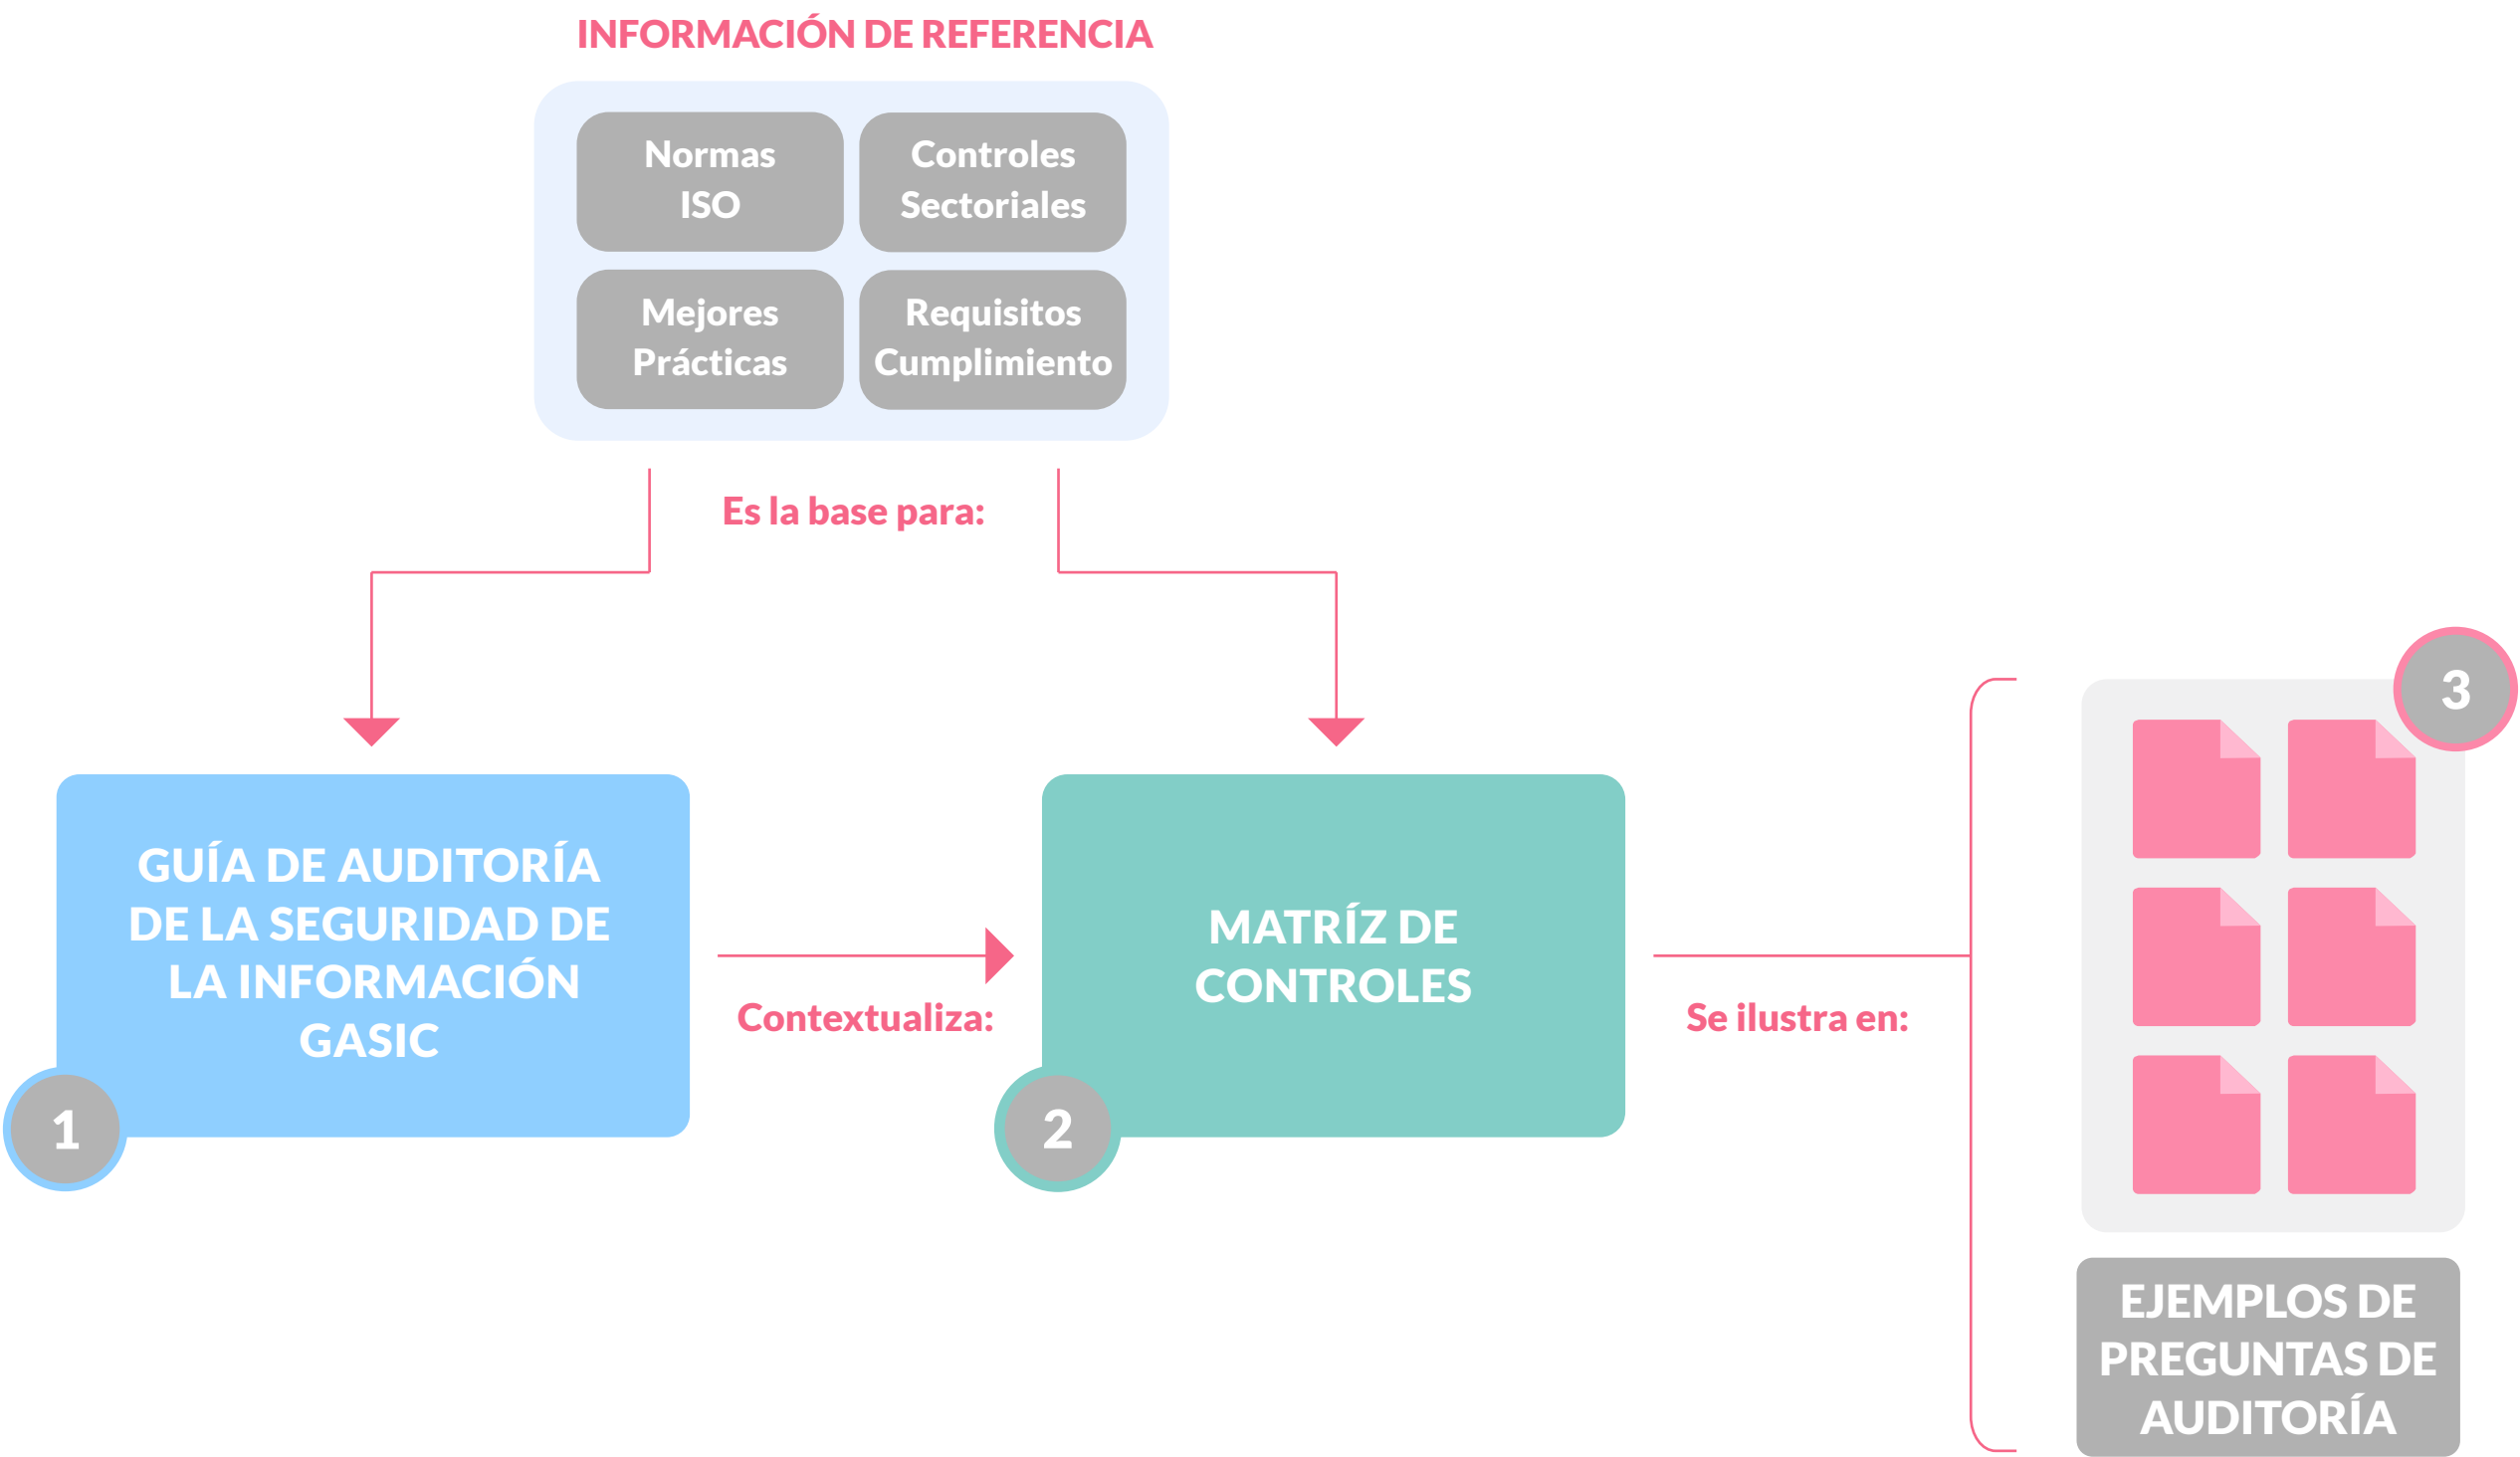 INFORMACIÓN DE REFERENCIA
Normas
ISO
Controles
Sectoriales
Mejores
Prácticas
Requisitos
Cumplimiento
Es la base para:
GUÍA DE AUDITORÍA
DE LA SEGURIDAD DE
LA INFORMACIÓN
GASIC
1
Contextualiza:
MATRÍZ DE
CONTROLES
2
Se ilustra en:
3
EJEMPLOS DE
PREGUNTAS DE
AUDITORÍA